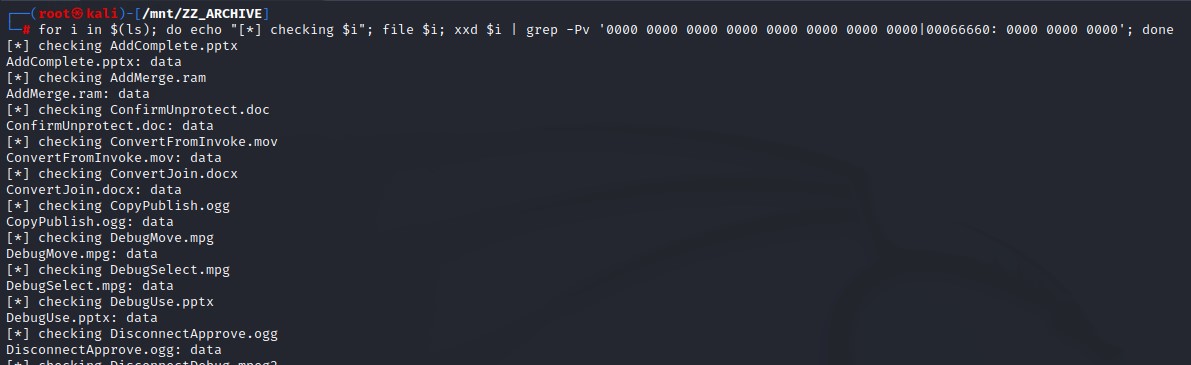 ┌──(root㉿kali)-[/mnt/ZZ_ARCHIVE]
└─# for i in $(ls); do echo "[*] checking $i"; file $i; xxd $i | grep -Pv '0000 0000 0000 0000 0000 0000 0000 0000|00066660: 0000 0000 0000'; done
[*] checking AddComplete.pptx
AddComplete.pptx: data
[*] checking AddMerge.ram
AddMerge.ram: data
[*] checking ConfirmUnprotect.doc
ConfirmUnprotect.doc: data
[*] checking ConvertFromInvoke.mov
ConvertFromInvoke.mov: data
[*] checking ConvertJoin.docx
ConvertJoin.docx: data
[*] checking CopyPublish.ogg
CopyPublish.ogg: data
[*] checking DebugMove.mpg
DebugMove.mpg: data
[*] checking DebugSelect.mpg
DebugSelect.mpg: data
[*] checking DebugUse.pptx
DebugUse.pptx: data
[*] checking DisconnectApprove.ogg
DisconnectApprove.ogg: data
[*] checking DisconnectDebug.mpeg2